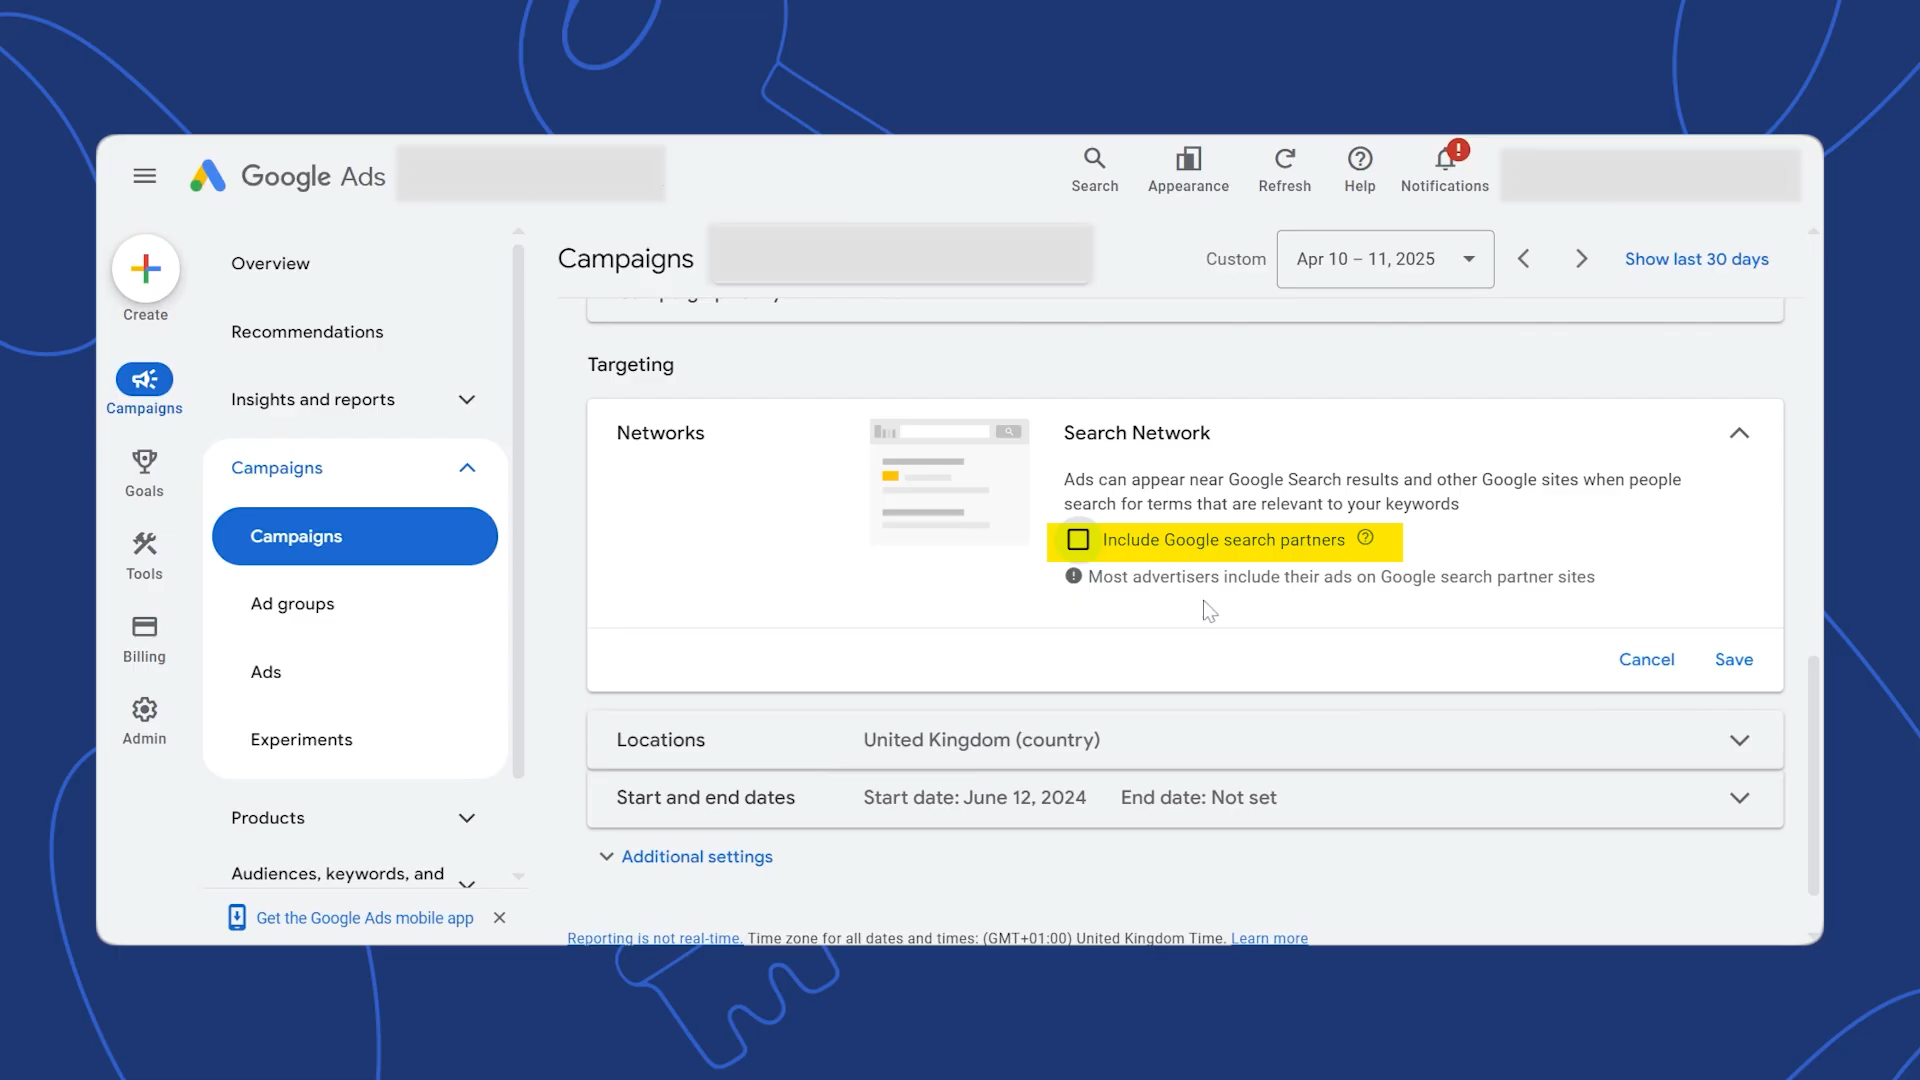 Google Ads
Search
Appearance
Refresh
Help
!
Notifications
Create
Campaigns
Goals
Tools
Billing
Admin
Overview
Recommendations
Insights and reports
Campaigns
Campaigns
Ad groups
Ads
Experiments
Products
Audiences, keywords, and
Get the Google Ads mobile app
Campaigns
Custom
Apr 10 – 11, 2025
Show last 30 days
Targeting
Networks
Search Network
Ads can appear near Google Search results and other Google sites when people
search for terms that are relevant to your keywords
Include Google search partners
Most advertisers include their ads on Google search partner sites
Cancel
Save
Locations
United Kingdom (country)
Start and end dates
Start date: June 12, 2024
End date: Not set
Additional settings
Reporting is not real-time. Time zone for all dates and times: (GMT+01:00) United Kingdom Time. Learn more